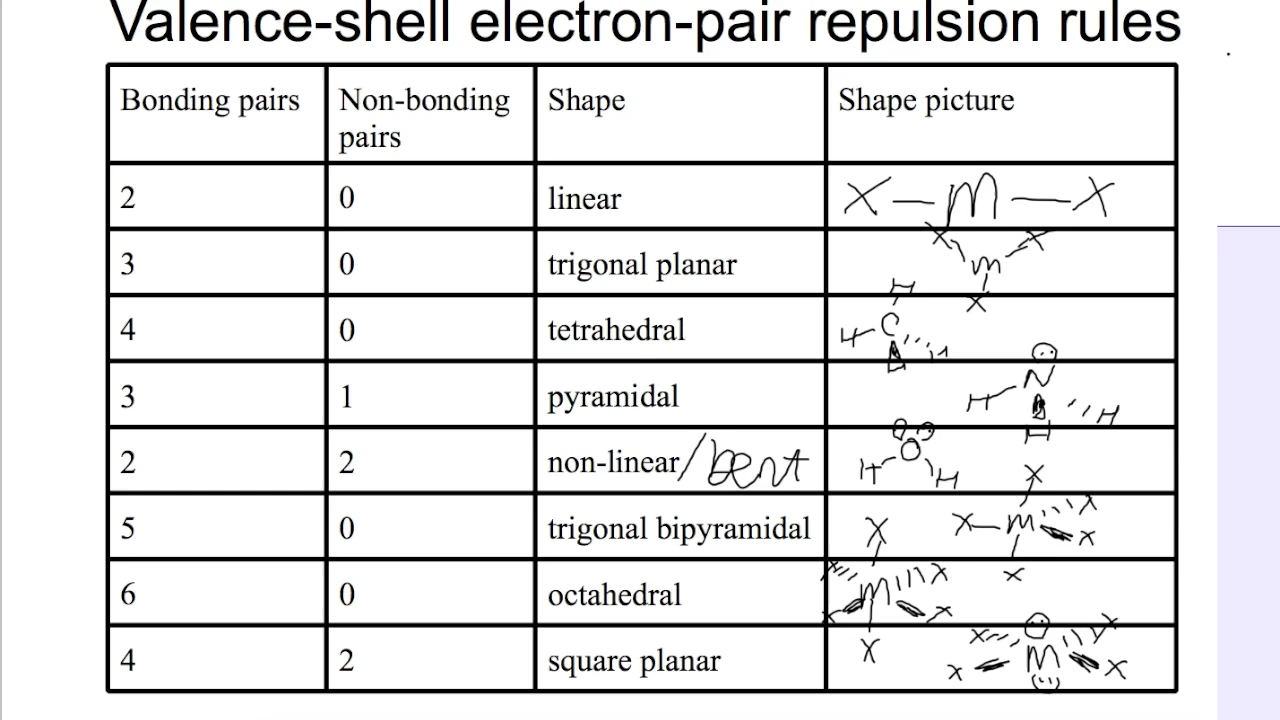 Valence-shell electron-pair repulsion rules
Bonding pairs Non-bonding pairs Shape Shape picture
2 0 linear X — M — X
3 0 trigonal planar X X M X
4 0 tetrahedral H C H H
3 1 pyramidal N H H H
2 2 non-linear/bent O H H
5 0 trigonal bipyramidal X X M X X X
6 0 octahedral X X X M X X X
4 2 square planar X X M X X